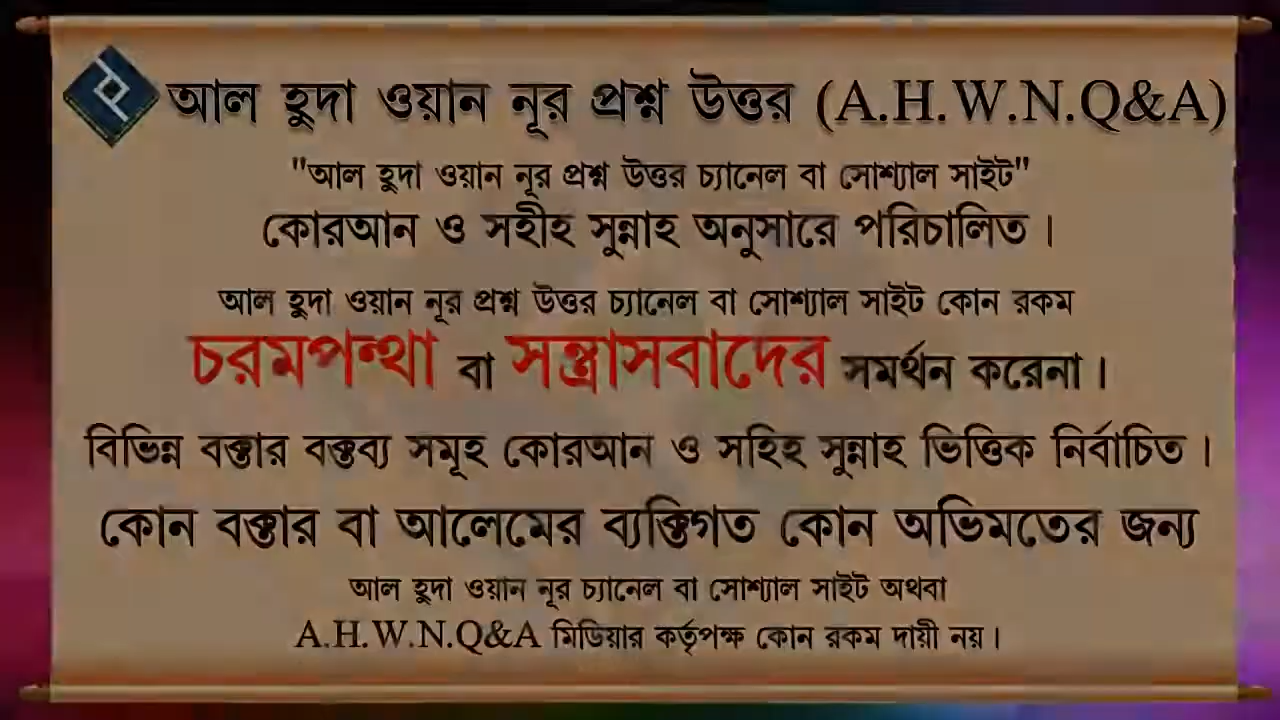 আল হুদা ওয়ান নূর প্রশ্ন উত্তর (A.H.W.N.Q&A)
"আল হুদা ওয়ান নূর প্রশ্ন উত্তর চ্যানেল বা সোশ্যাল সাইট"
কোরআন ও সহীহ সুন্নাহ অনুসারে পরিচালিত ।
আল হুদা ওয়ান নূর প্রশ্ন উত্তর চ্যানেল বা সোশ্যাল সাইট কোন রকম
চরমপন্থা বা সন্ত্রাসবাদের সমর্থন করেনা ।
বিভিন্ন বক্তার বক্তব্য সমূহ কোরআন ও সহিহ সুন্নাহ ভিত্তিক নির্বাচিত ।
কোন বক্তার বা আলেমের ব্যক্তিগত কোন অভিমতের জন্য
আল হুদা ওয়ান নূর চ্যানেল বা সোশ্যাল সাইট অথবা
A.H.W.N.Q&A মিডিয়ার কর্তৃপক্ষ কোন রকম দায়ী নয় ।